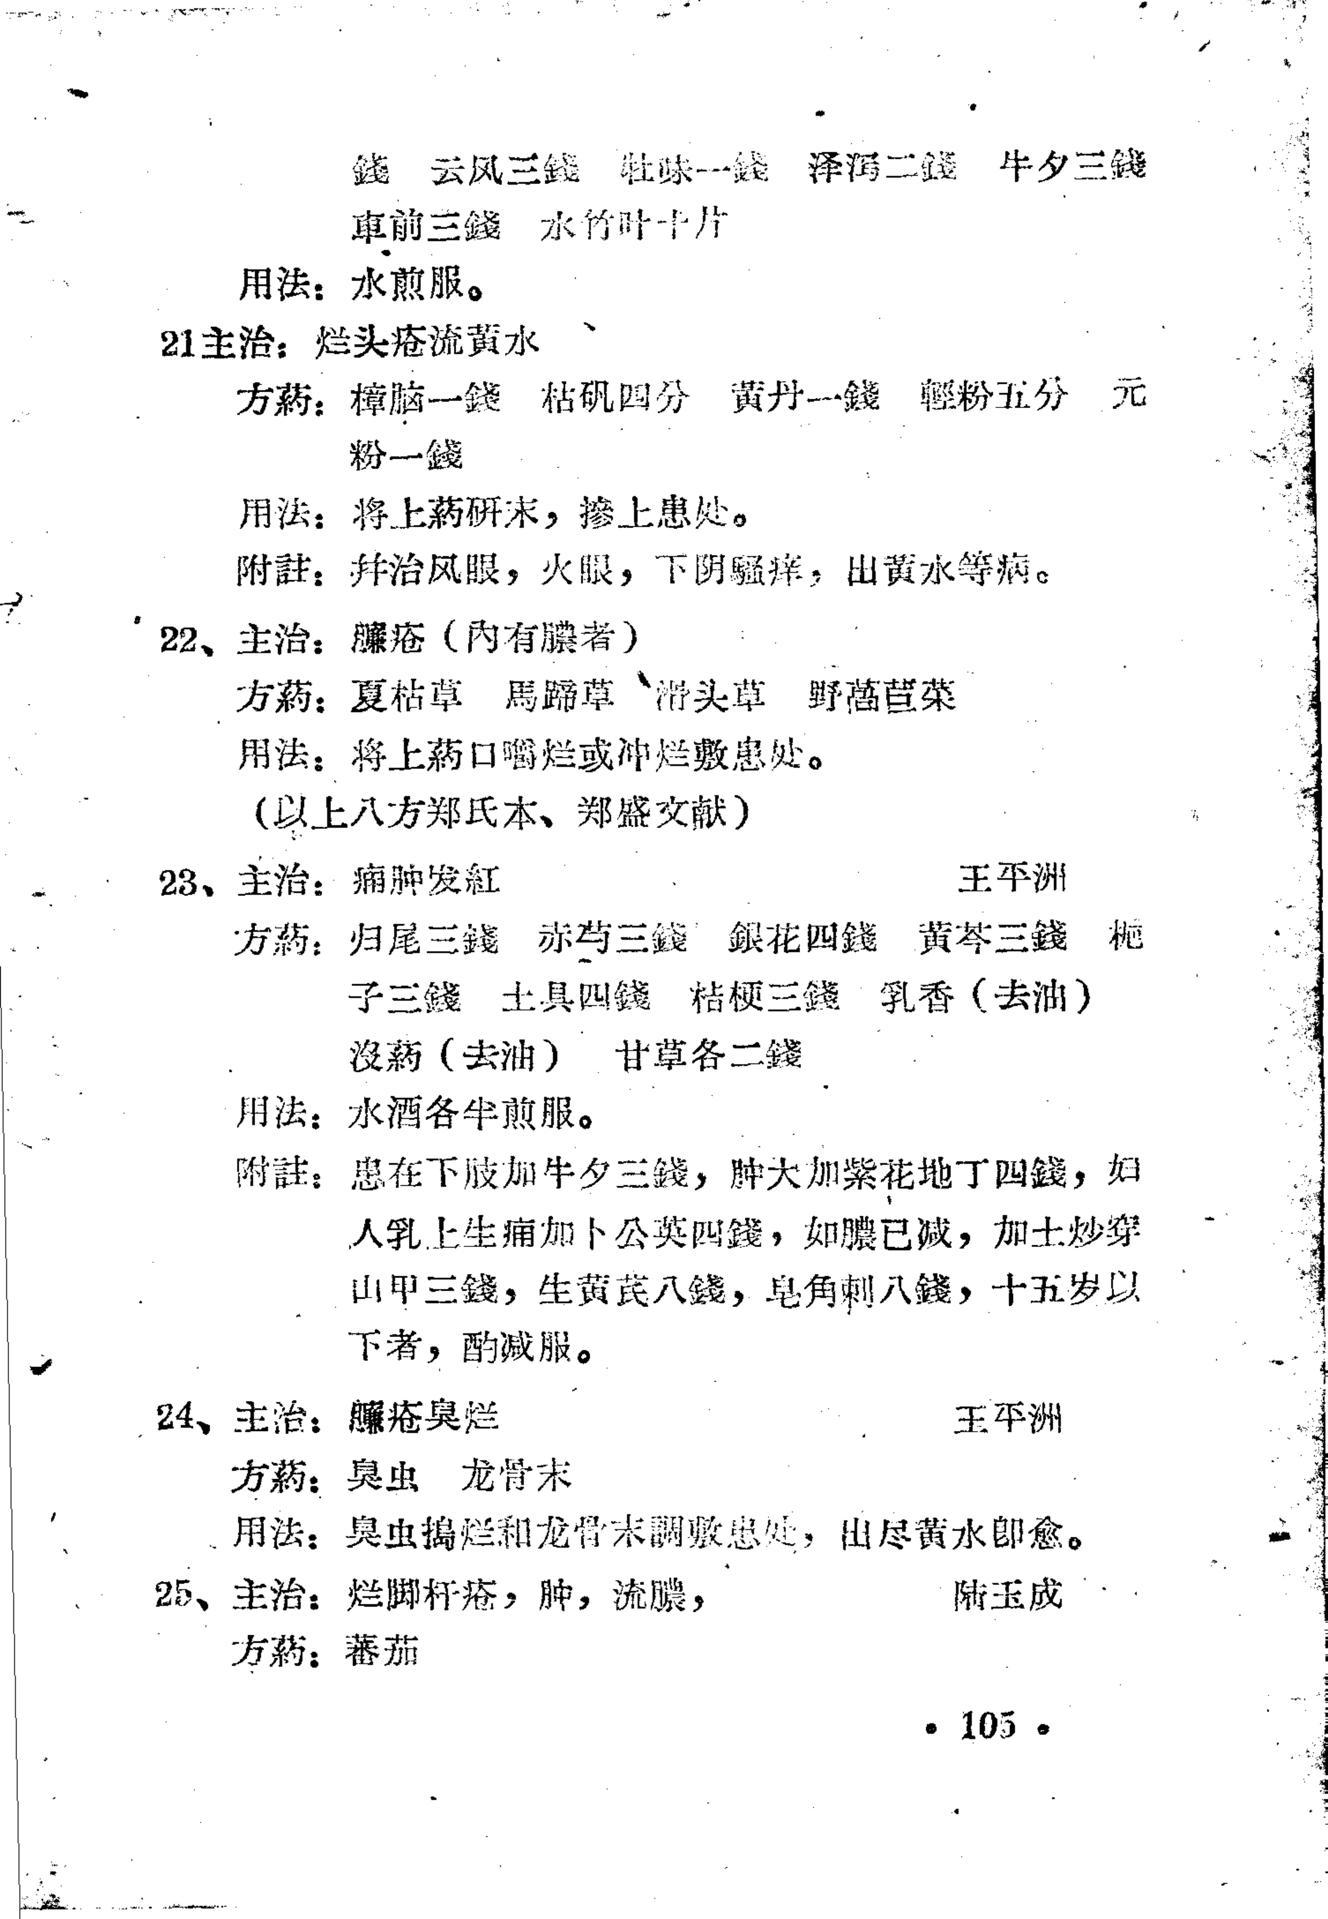 錢　云风三錢　牡味一錢　泽泻二錢　牛夕三錢
車前三錢　水竹叶十片
用法：水煎服。
21主治：烂头疮流黄水
方葯：樟脑一錢　枯矾四分　黄丹一錢　輕粉五分　元
粉一錢
用法：将上葯研末，摻上患处。
附註：幷治风眼，火眼，下阴騷痒，出黄水等病。
22、主治：臁疮（內有膿者）
方葯：夏枯草　馬蹄草　滑头草　野萵苣菜
用法：将上葯口嚼烂或冲烂敷患处。
（以上八方郑氏本、郑盛文献）
23、主治：痈肿发紅　王平洲
方葯：归尾三錢　赤芍三錢　銀花四錢　黄芩三錢　梔
子三錢　土具四錢　桔梗三錢　乳香（去油）
沒葯（去油）　甘草各二錢
用法：水酒各半煎服。
附註：患在下肢加牛夕三錢，肿大加紫花地丁四錢，妇
人乳上生痈加卜公英四錢，如膿已减，加土炒穿
山甲三錢，生黄芪八錢，皂角刺八錢，十五岁以
下者，酌减服。
24、主治：臁疮臭烂　王平洲
方葯：臭虫　龙骨末
用法：臭虫搗烂和龙骨末調敷患处，出尽黄水卽愈。
25、主治：烂脚杆疮，肿，流膿，　陆玉成
方葯：蕃茄
• 105 •